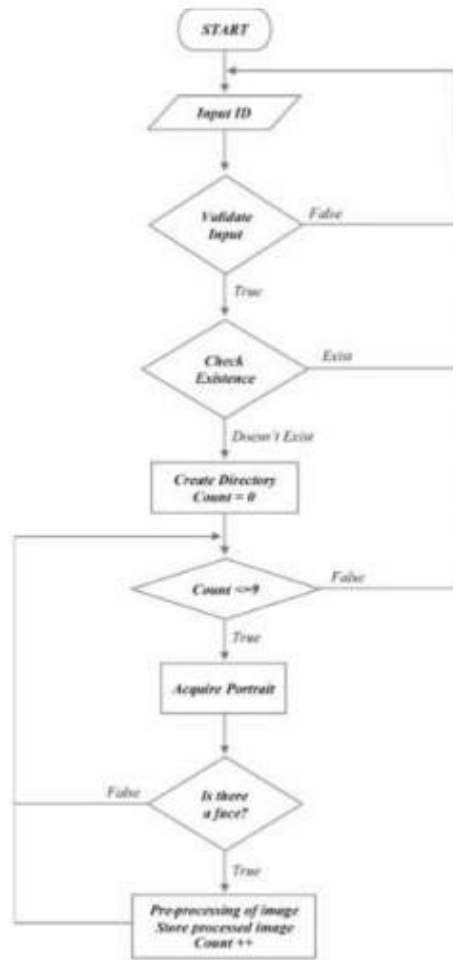 START
Input ID
Validate
Input
False
True
Check
Existence
Exist
Doesn't Exist
Create Directory
Count = 0
Count <=9
False
True
Acquire Portrait
Is there
a face?
False
True
Pre-processing of image
Store processed image
Count ++